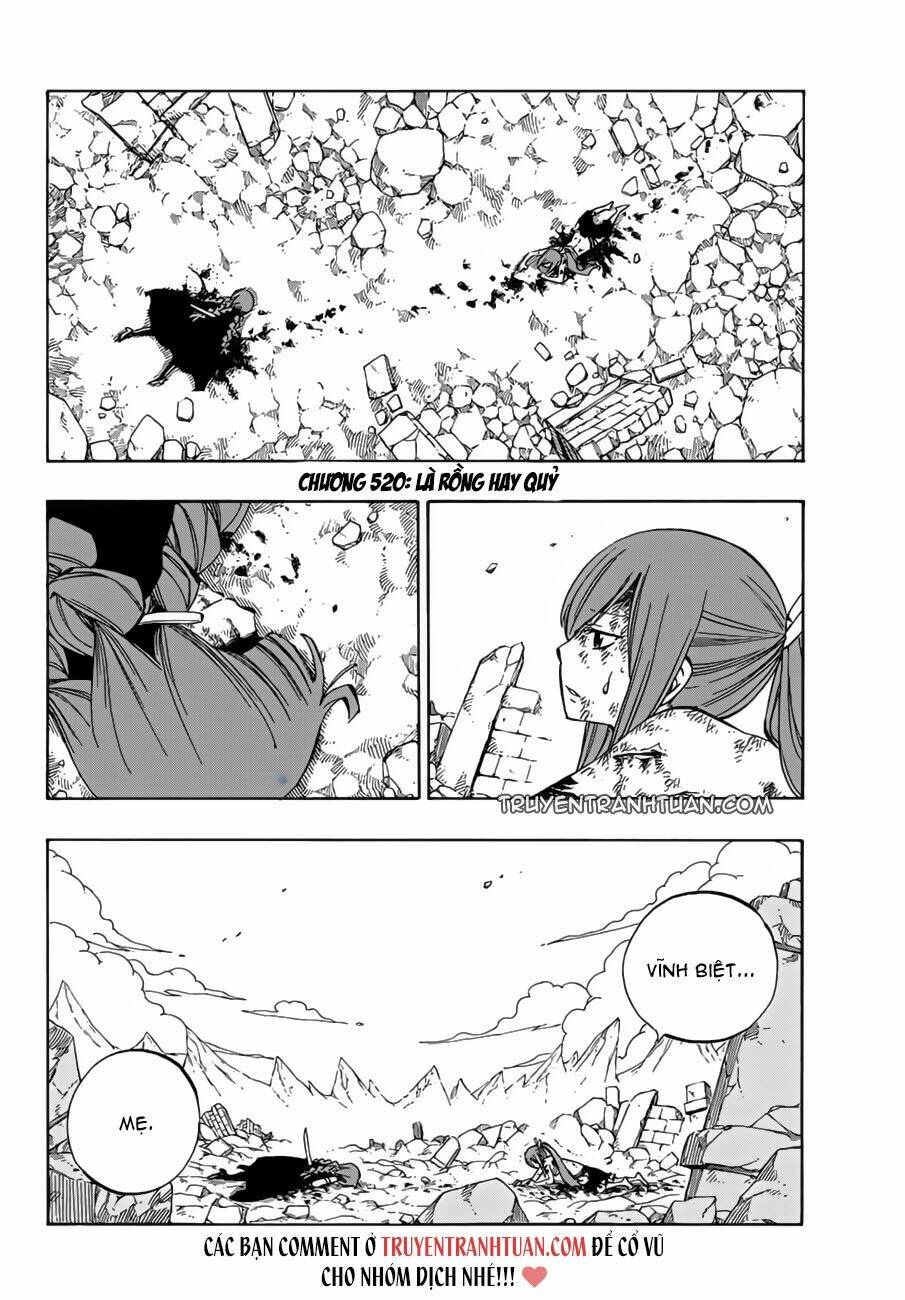 CHƯƠNG 520: LÀ RỒNG HAY QUỶ
TRUYENTRANHTUAN.COM
VĨNH BIỆT...
MẸ.
CÁC BẠN COMMENT Ở TRUYENTRANHTUAN.COM ĐỂ CỔ VŨ
CHO NHÓM DỊCH NHÉ!!! ❤